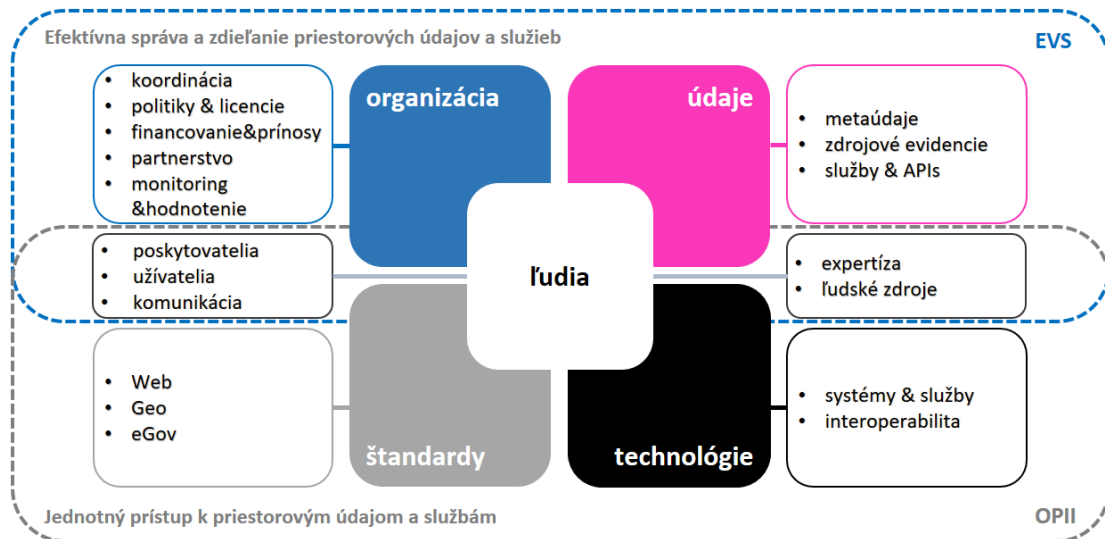 Efektívna správa a zdieľanie priestorových údajov a služieb
EVS
• koordinácia
• politiky & licencie
• financovanie&prínosy
• partnerstvo
• monitoring
&hodnotenie
organizácia
údaje
• metaúdaje
• zdrojové evidencie
• služby & APIs
• poskytovatelia
• užívatelia
• komunikácia
ľudia
• expertíza
• ľudské zdroje
• Web
• Geo
• eGov
štandardy
technológie
• systémy & služby
• interoperabilita
Jednotný prístup k priestorovým údajom a službám
OPII